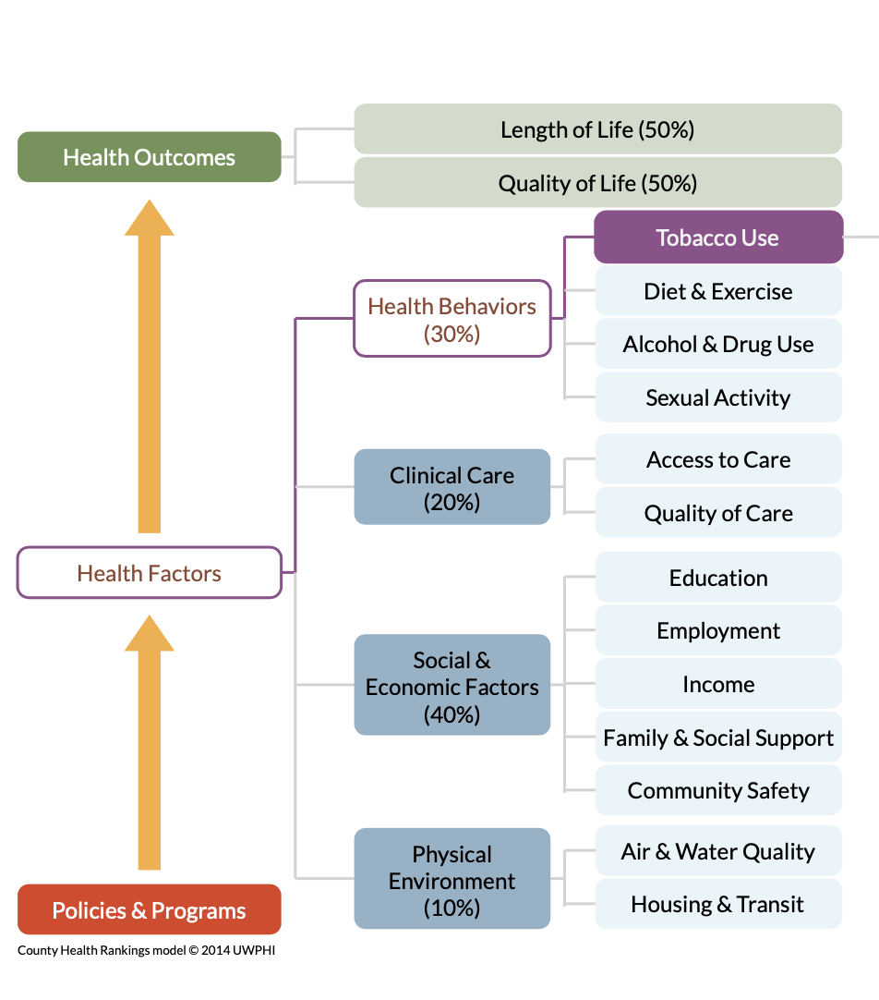 Length of Life (50%)
Health Outcomes
Quality of Life (50%)
Tobacco Use
Health Behaviors
(30%)
Diet & Exercise
Alcohol & Drug Use
Sexual Activity
Clinical Care
(20%)
Access to Care
Quality of Care
Health Factors
Social &
Economic Factors
(40%)
Education
Employment
Income
Family & Social Support
Community Safety
Physical
Environment
(10%)
Air & Water Quality
Housing & Transit
Policies & Programs
County Health Rankings model © 2014 UWPHI